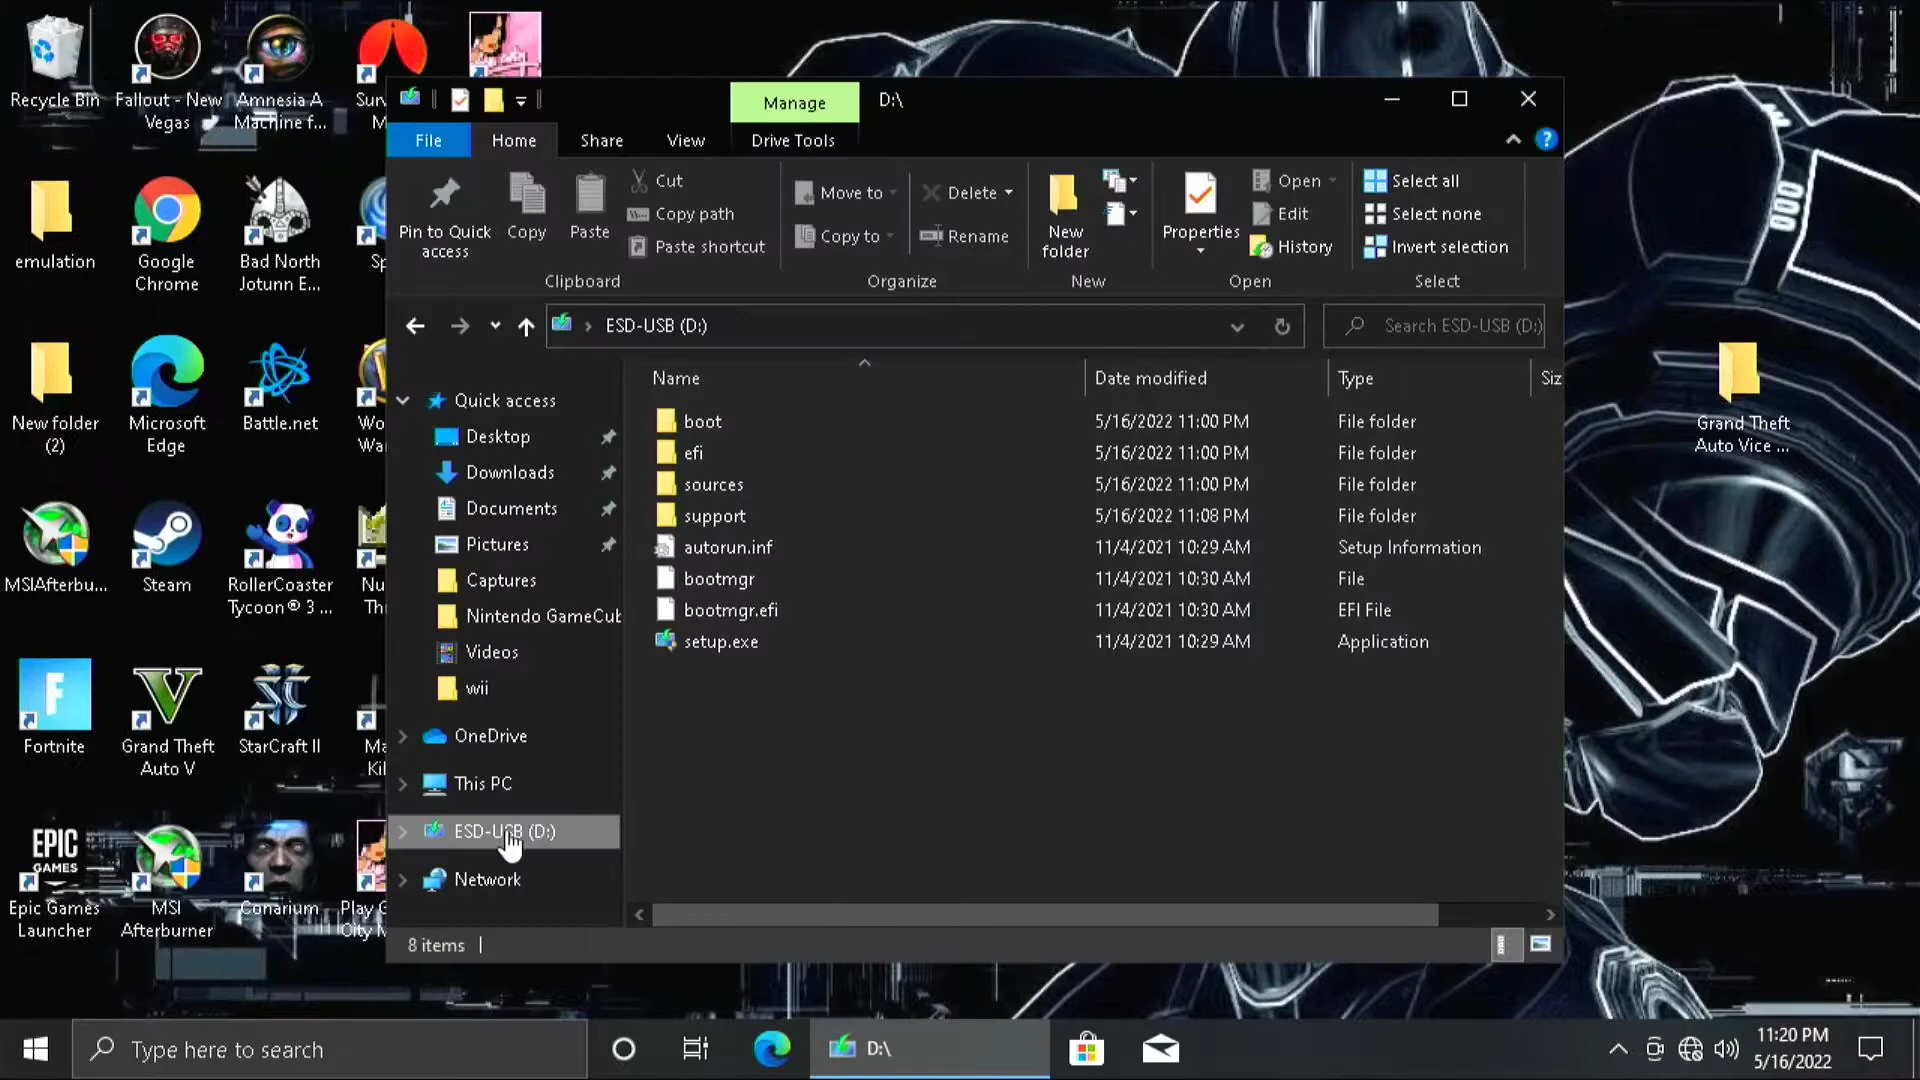 Recycle Bin
Fallout - New
Vegas
Amnesia A
Machine f...
Manage
D:\
File
Home
Share
View
Drive Tools
Pin to Quick
access
Copy
Paste
Cut
Copy path
Paste shortcut
Clipboard
Move to
Copy to
Delete
Rename
Organize
New
folder
New
Properties
Open
Edit
History
Open
Select all
Select none
Invert selection
Select
ESD-USB (D:)
Search ESD-USB (D:)
Name
Date modified
Type
Siz
boot
5/16/2022 11:00 PM
File folder
efi
5/16/2022 11:00 PM
File folder
sources
5/16/2022 11:00 PM
File folder
support
5/16/2022 11:08 PM
File folder
autorun.inf
11/4/2021 10:29 AM
Setup Information
bootmgr
11/4/2021 10:30 AM
File
bootmgr.efi
11/4/2021 10:30 AM
EFI File
setup.exe
11/4/2021 10:29 AM
Application
Quick access
Desktop
Downloads
Documents
Pictures
Captures
Nintendo GameCub
Videos
wii
OneDrive
This PC
ESD-USB (D:)
Network
8 items
emulation
Google
Chrome
Bad North
Jotunn E...
New folder
(2)
Microsoft
Edge
Battle.net
MSIAfterbu...
Steam
RollerCoaster
Tycoon® 3 ...
Fortnite
Grand Theft
Auto V
StarCraft II
EPIC
GAMES
Epic Games
Launcher
MSI
Afterburner
Conarium
Play G
City M
Grand Theft
Auto Vice ...
000
Type here to search
D:\
11:20 PM
5/16/2022